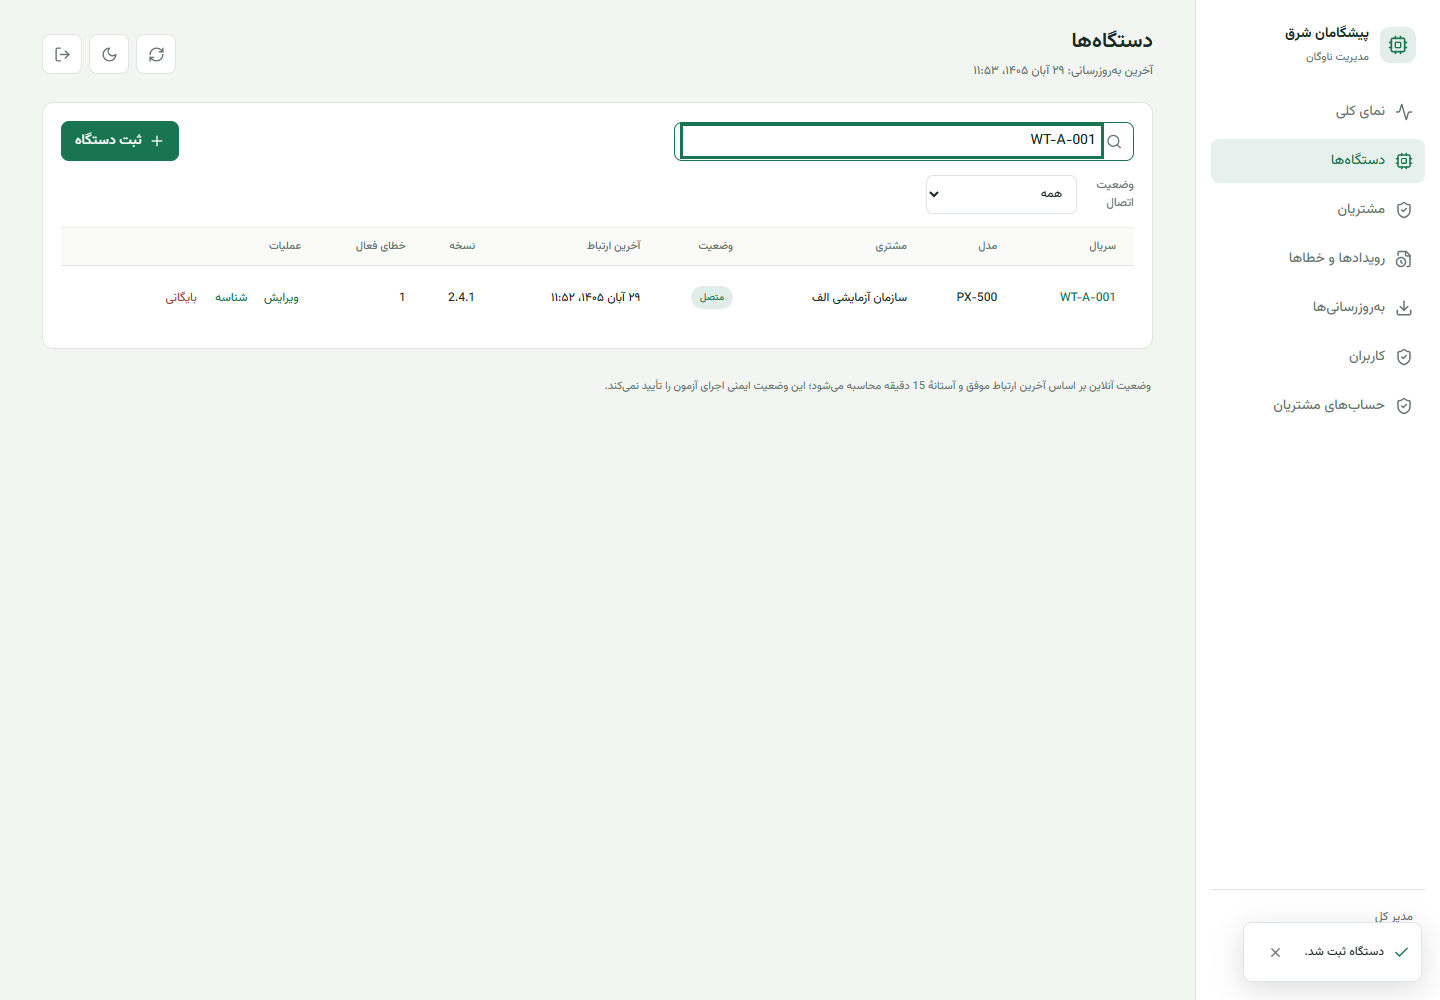 پیشگامان شرق
مدیریت ناوگان
نمای کلی
دستگاه‌ها
مشتریان
رویدادها و خطاها
به‌روزرسانی‌ها
کاربران
حساب‌های مشتریان
مدیر کل
دستگاه ثبت شد.
دستگاه‌ها
آخرین به‌روزرسانی: ۲۹ آبان ۱۴۰۵، ۱۱:۵۳
WT-A-001
ثبت دستگاه
وضعیت
اتصال
همه
سریال مدل مشتری وضعیت آخرین ارتباط نسخه خطای فعال عملیات
WT-A-001 PX-500 سازمان آزمایشی الف متصل ۲۹ آبان ۱۴۰۵، ۱۱:۵۲ 2.4.1 1 ویرایش شناسه بایگانی
وضعیت آنلاین بر اساس آخرین ارتباط موفق و آستانهٔ 15 دقیقه محاسبه می‌شود؛ این وضعیت ایمنی اجرای آزمون را تأیید نمی‌کند.